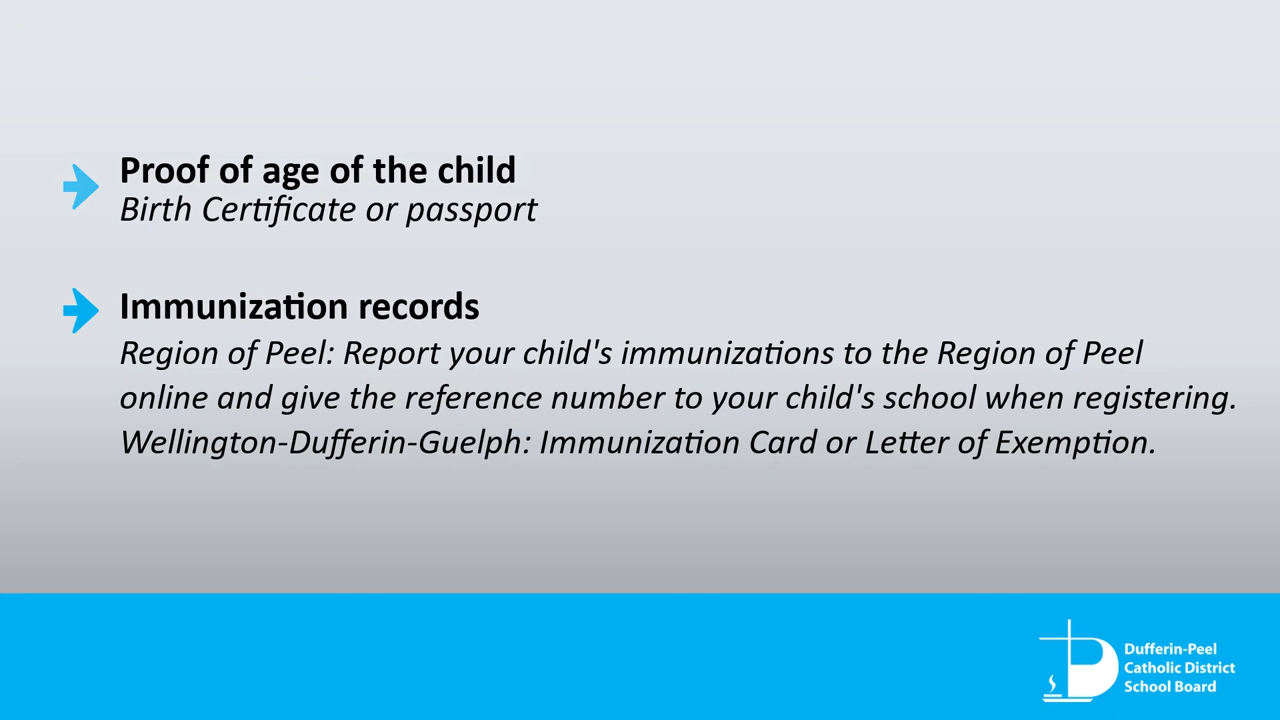 Proof of age of the child
Birth Certificate or passport
Immunization records
Region of Peel: Report your child's immunizations to the Region of Peel
online and give the reference number to your child's school when registering.
Wellington-Dufferin-Guelph: Immunization Card or Letter of Exemption.
Dufferin-Peel
Catholic District
School Board